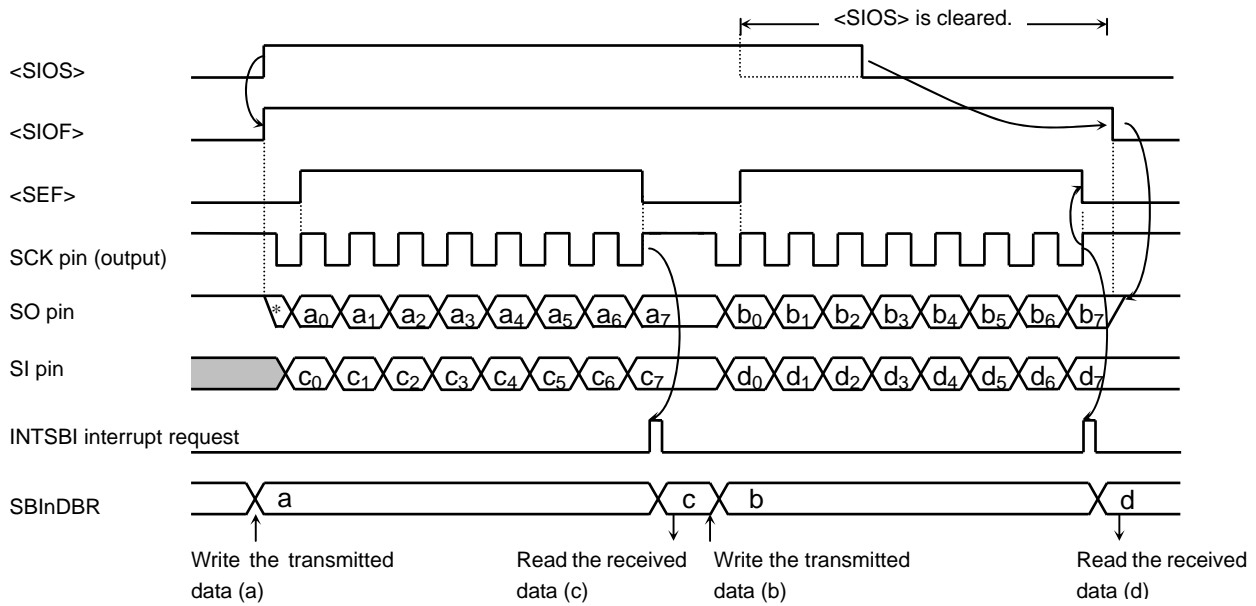 <SIOS> is cleared.
<SIOS>
<SIOF>
<SEF>
SCK pin (output)
SO pin
* a0 a1 a2 a3 a4 a5 a6 a7 b0 b1 b2 b3 b4 b5 b6 b7
SI pin
c0 c1 c2 c3 c4 c5 c6 c7 d0 d1 d2 d3 d4 d5 d6 d7
INTSBI interrupt request
SBInDBR
a c b d
Write the transmitted
data (a)
Read the received
data (c)
Write the transmitted
data (b)
Read the received
data (d)